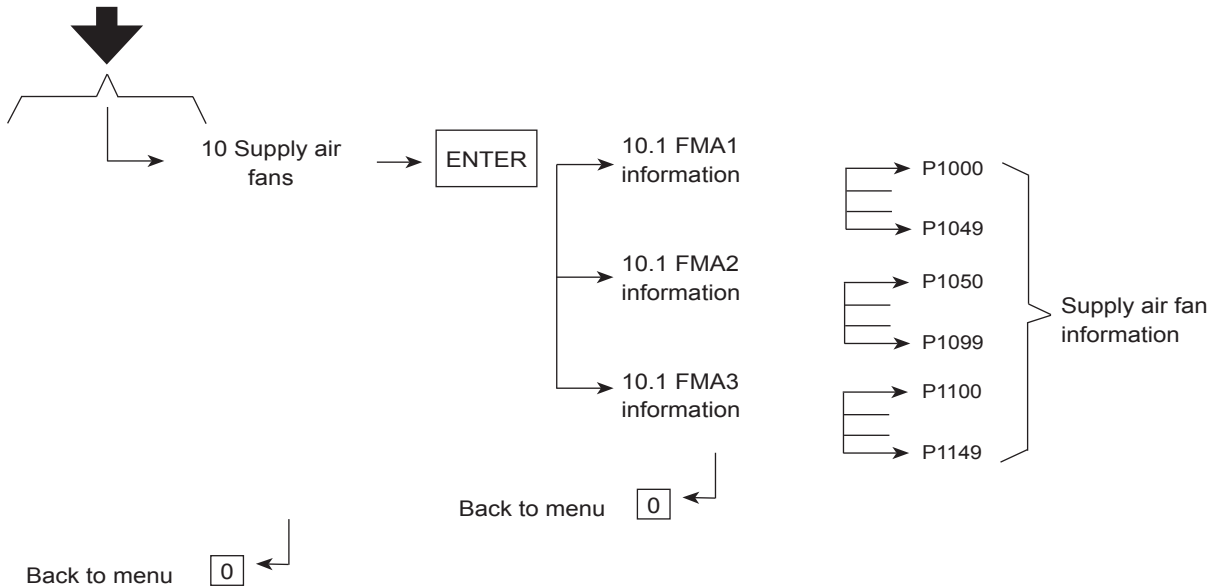 10 Supply air
fans
ENTER
10.1 FMA1
information
10.1 FMA2
information
10.1 FMA3
information
P1000
P1049
P1050
P1099
P1100
P1149
Supply air fan
information
Back to menu 0
Back to menu 0